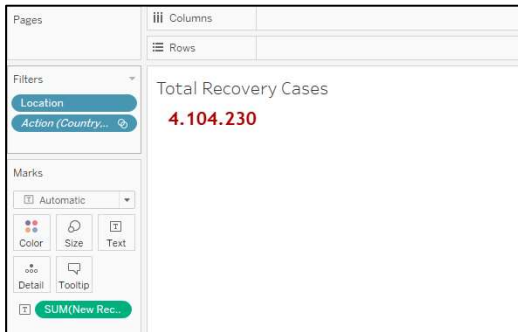 Pages
iii Columns
Rows
Filters
Location
Action (Country,..
Marks
Automatic
Color
Size
Text
Detail
Tooltip
SUM(New Rec..
Total Recovery Cases
4.104.230